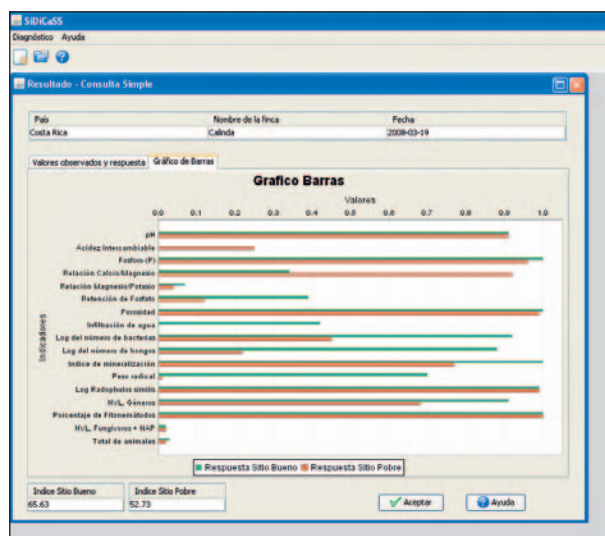 SiDiCaSS
Diagnóstico Ayuda
Resultado - Consulta Simple
País Nombre de la finca Fecha
Costa Rica Calinda 2008-03-19
Valores observados y respuesta Gráfico de Barras
Grafico Barras
Valores
0.0 0.1 0.2 0.3 0.4 0.5 0.6 0.7 0.8 0.9 1.0
Indicadores
pH
Acidez Intercambiable
Fosforo (P)
Relación Calcio/Magnesio
Relación Magnesio/Potasio
Retención de Fosfato
Porosidad
Infiltración de agua
Log del número de bacterias
Log del número de hongos
Indice de mineralización
Peso radical
Log Radopholus similis
NVL, Géneros
Porcentaje de Fitonemátodos
NVL, Fungívoros + NAP
Total de animales
Respuesta Sitio Bueno Respuesta Sitio Pobre
Indice Sitio Bueno Indice Sitio Pobre
65.63 52.73 Aceptar Ayuda